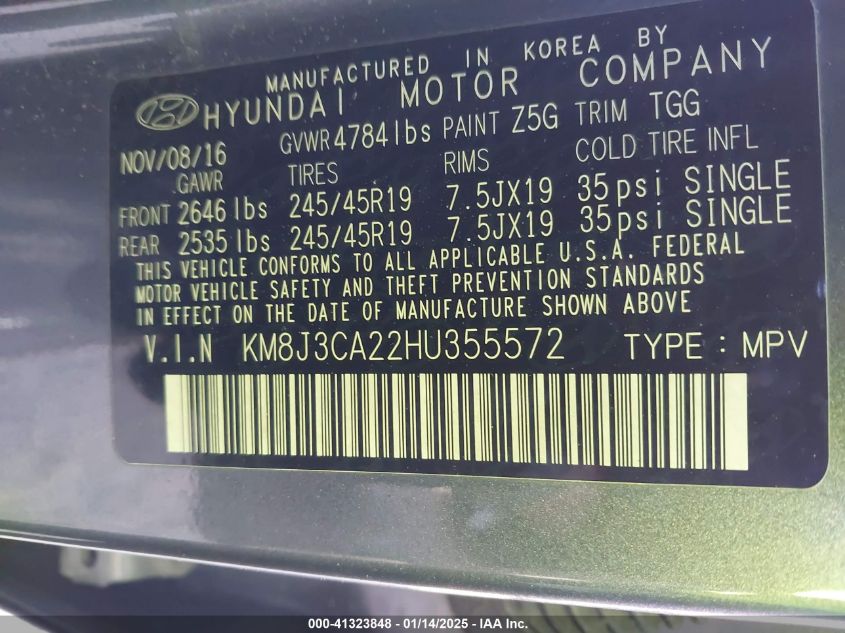 MANUFACTURED IN KOREA BY
HYUNDAI MOTOR COMPANY
NOV/08/16 GVWR 4784lbs PAINT Z5G TRIM TGG
GAWR TIRES RIMS COLD TIRE INFL
FRONT 2646 lbs 245/45R19 7.5JX19 35psi SINGLE
REAR 2535 lbs 245/45R19 7.5JX19 35psi SINGLE
THIS VEHICLE CONFORMS TO ALL APPLICABLE U.S.A. FEDERAL
MOTOR VEHICLE SAFETY AND THEFT PREVENTION STANDARDS
IN EFFECT ON THE DATE OF MANUFACTURE SHOWN ABOVE
V.I.N KM8J3CA22HU355572 TYPE : MPV
000-41323848 - 01/14/2025 - IAA Inc.